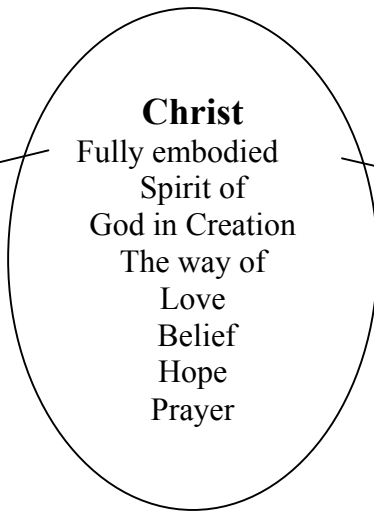 Christ
Fully embodied
Spirit of
God in Creation
The way of
Love
Belief
Hope
Prayer